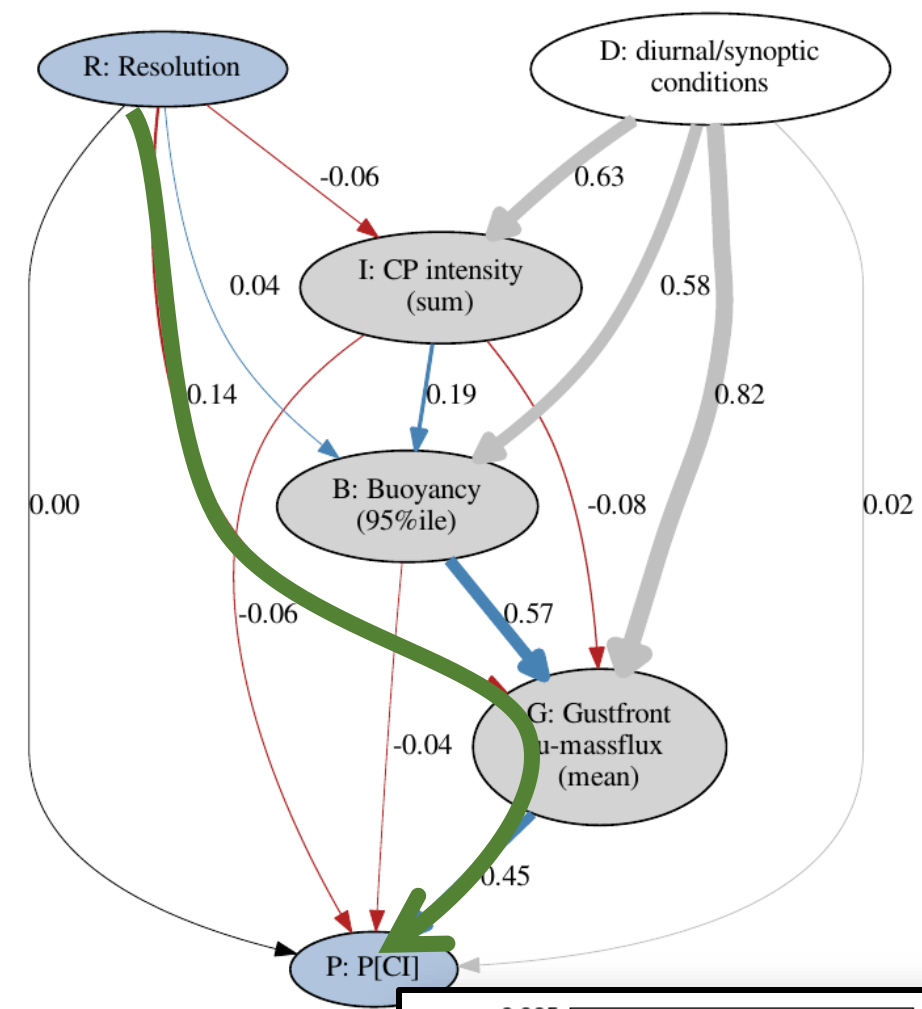 R: Resolution
D: diurnal/synoptic
conditions
-0.06
0.63
I: CP intensity
(sum)
0.04
0.58
0.14
0.19
0.82
B: Buoyancy
(95%ile)
0.00
-0.08
0.02
-0.06
0.57
G: Gustfront
u-massflux
(mean)
-0.04
0.45
P: P[CI]